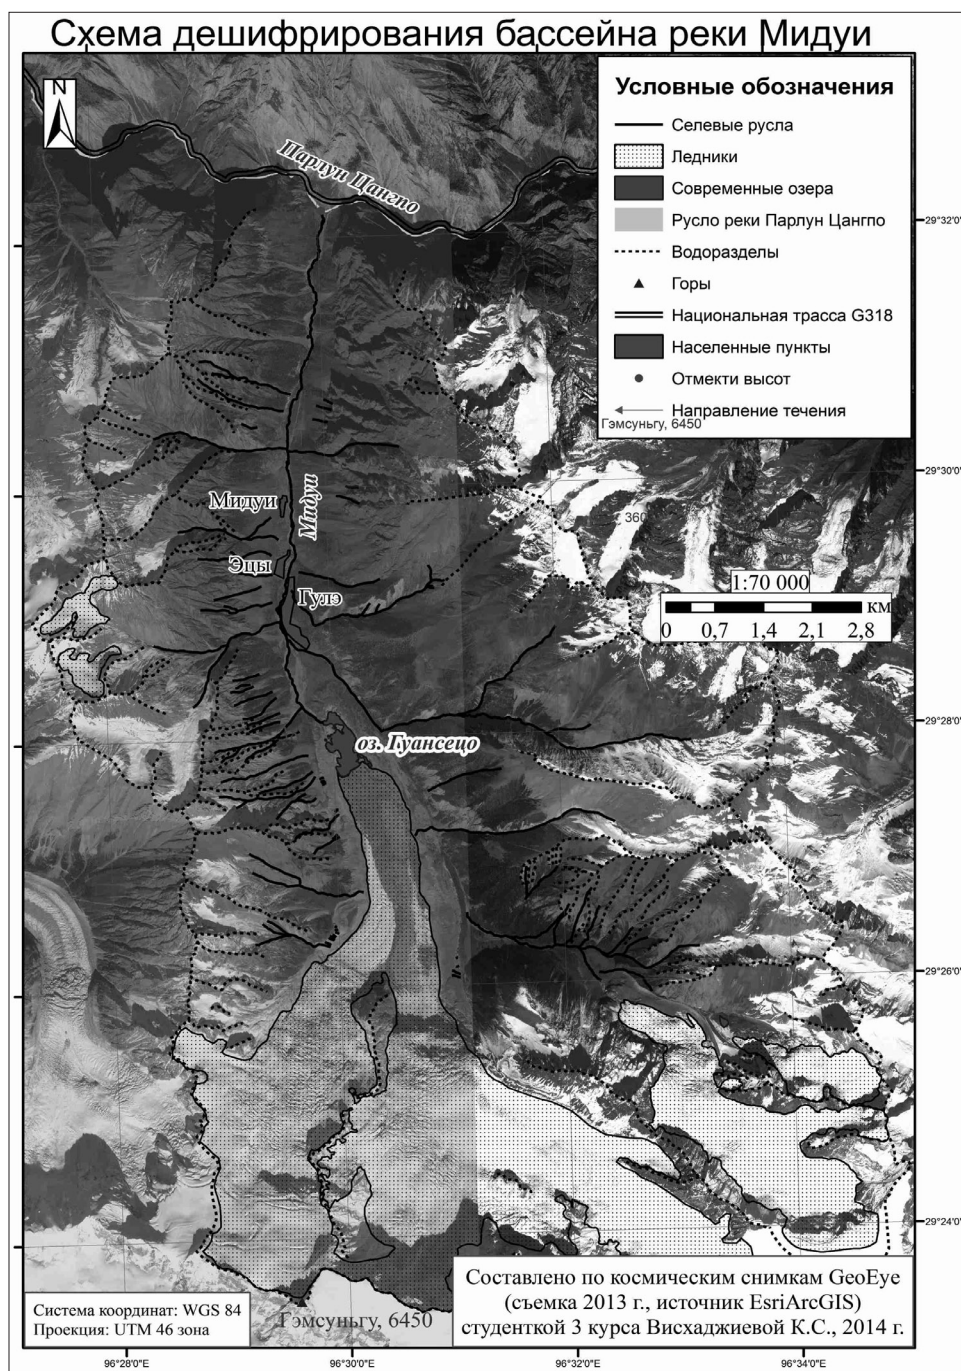 Схема дешифрирования бассейна реки Мидуи
N
Парлун Цангпо
Условные обозначения
Селевые русла
Ледники
Современные озера
Русло реки Парлун Цангпо
Водоразделы
Горы
Национальная трасса G318
Населенные пункты
Отмекти высот
Направление течения
Гэмсуньгу, 6450
29°32'0"
29°30'0"
Мидуи
Мидуи
360
Эцы
Гулэ
1:70 000
км
0 0,7 1,4 2,1 2,8
29°28'0"
оз. Гуансецо
29°26'0"
29°24'0"
Гэмсуньгу, 6450
Система координат: WGS 84
Проекция: UTM 46 зона
Составлено по космическим снимкам GeoEye
(съемка 2013 г., источник EsriArcGIS)
студенткой 3 курса Висхаджиевой К.С., 2014 г.
96°28'0"E 96°30'0"E 96°32'0"E 96°34'0"E